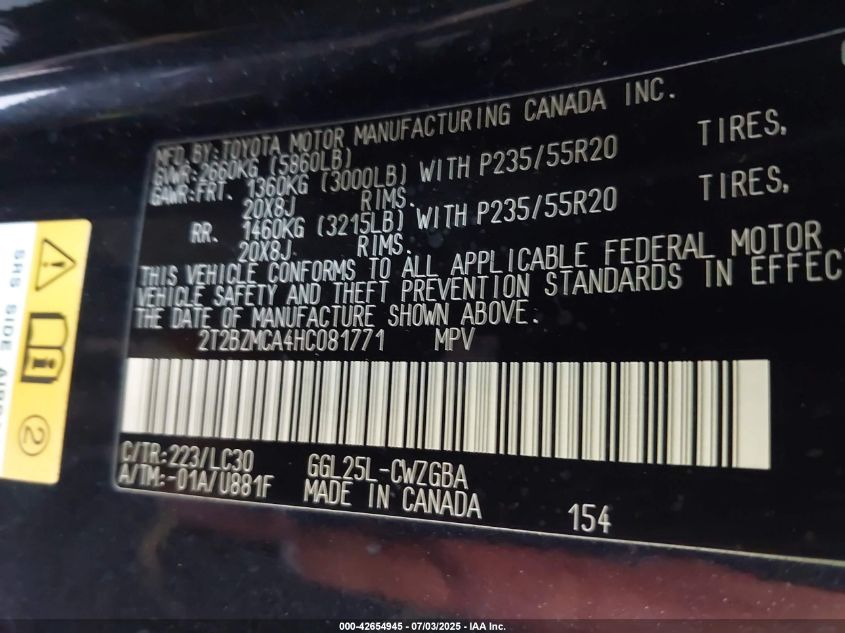 MFD. BY: TOYOTA MOTOR MANUFACTURING CANADA INC.
GVWR: 2660KG (5860LB)
GAWR: FRT. 1360KG (3000LB) WITH P235/55R20 TIRES,
20X8J RIMS.
RR. 1460KG (3215LB) WITH P235/55R20 TIRES,
20X8J RIMS.
THIS VEHICLE CONFORMS TO ALL APPLICABLE FEDERAL MOTOR
VEHICLE SAFETY AND THEFT PREVENTION STANDARDS IN EFFEC
THE DATE OF MANUFACTURE SHOWN ABOVE.
2T2BZMCA4HC081771 MPV
C/TR: 223/LC30 GGL25L-CWZGBA
A/TM: -01A/U881F MADE IN CANADA 154
SRS SIDE
2
000-42654945 - 07/03/2025 - IAA Inc.